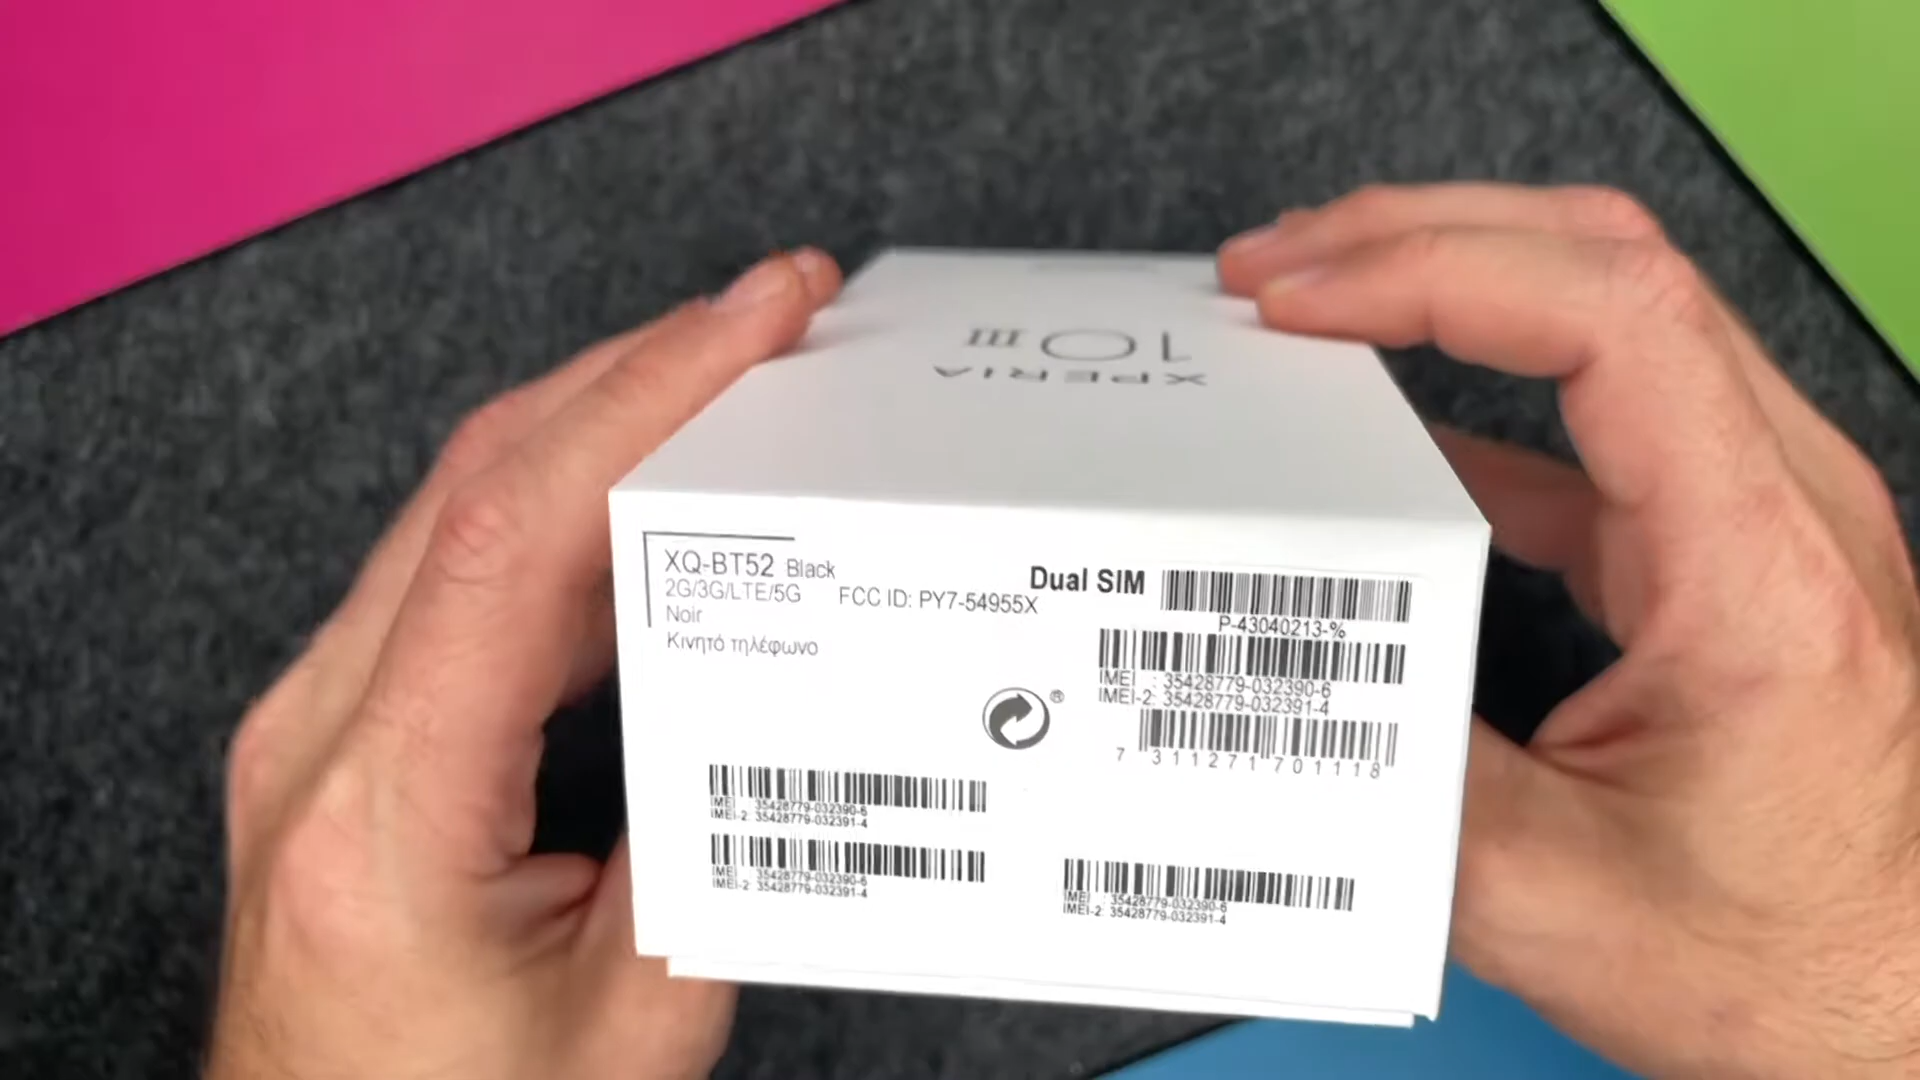 XPERIA
10 III
XQ-BT52 Black
2G/3G/LTE/5G
FCC ID: PY7-54955X
Noir
Κινητό τηλέφωνο
Dual SIM
P-43040213-%
IMEI : 35428779-032390-6
IMEI-2: 35428779-032391-4
®
7 311271 701118
IMEI : 35428779-032390-6
IMEI-2: 35428779-032391-4
IMEI : 35428779-032390-6
IMEI-2: 35428779-032391-4
IMEI : 35428779-032390-6
IMEI-2: 35428779-032391-4